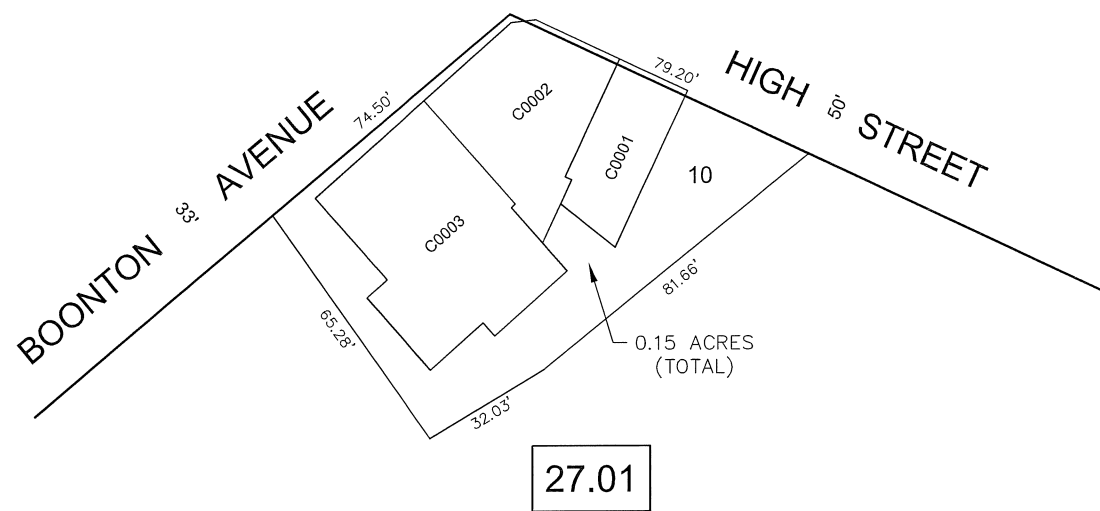 BOONTON AVENUE
33'
74.50'
HIGH STREET
50'
79.20'
C0002
C0001
10
C0003
65.28'
81.66'
32.03'
0.15 ACRES
(TOTAL)
27.01